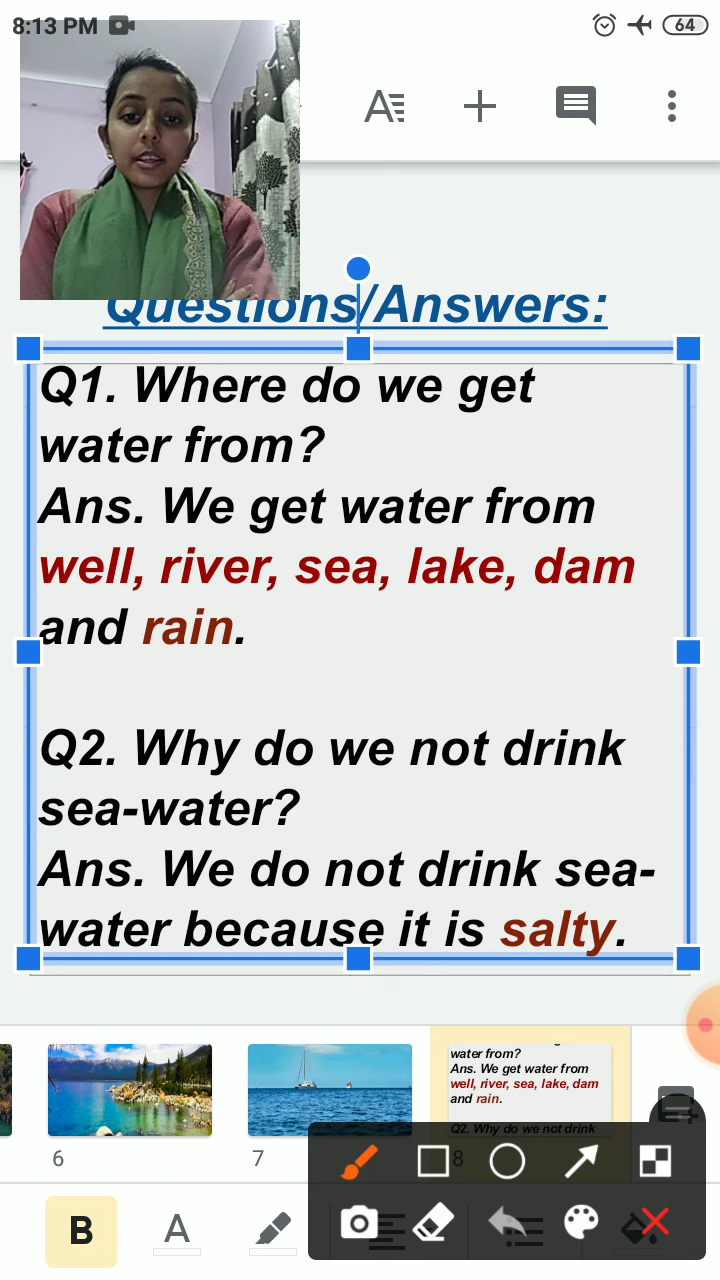 8:13 PM
64
Questions/Answers:
Q1. Where do we get
water from?
Ans. We get water from
well, river, sea, lake, dam
and rain.
Q2. Why do we not drink
sea-water?
Ans. We do not drink sea-
water because it is salty.
water from?
Ans. We get water from
well, river, sea, lake, dam
and rain.
Q2. Why do we not drink
6
7
8
B
A